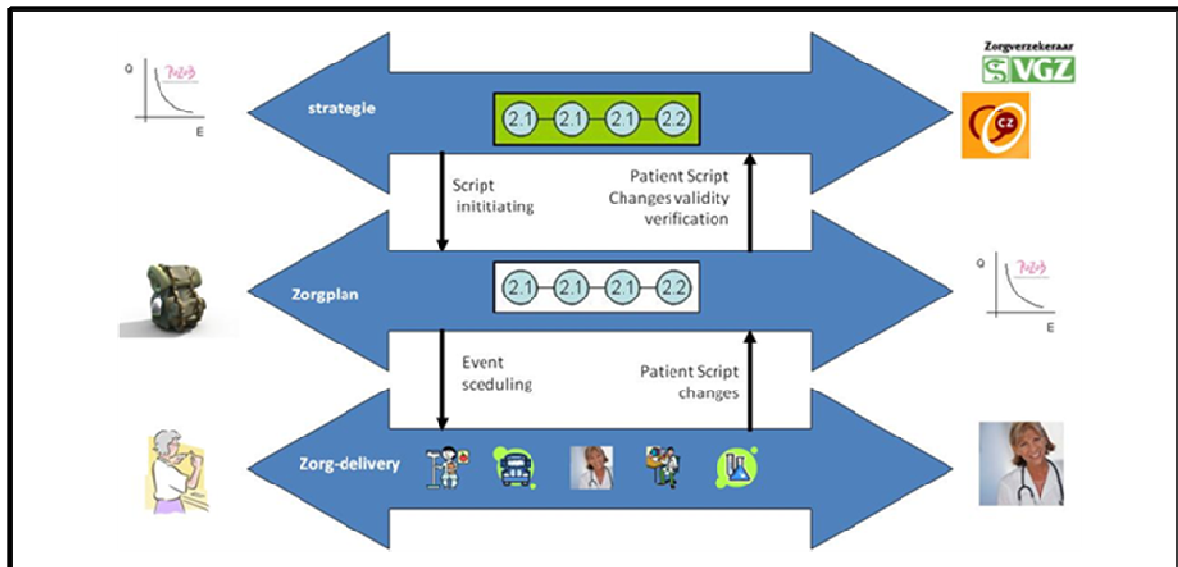 Zorgverzekeraar
VGZ
Q
E
strategie
2.1 2.1 2.1 2.2
CZ
Script
inititiating
Patient Script
Changes validity
verification
Zorgplan
2.1 2.1 2.1 2.2
Q
E
Event
sceduling
Patient Script
changes
Zorg-delivery